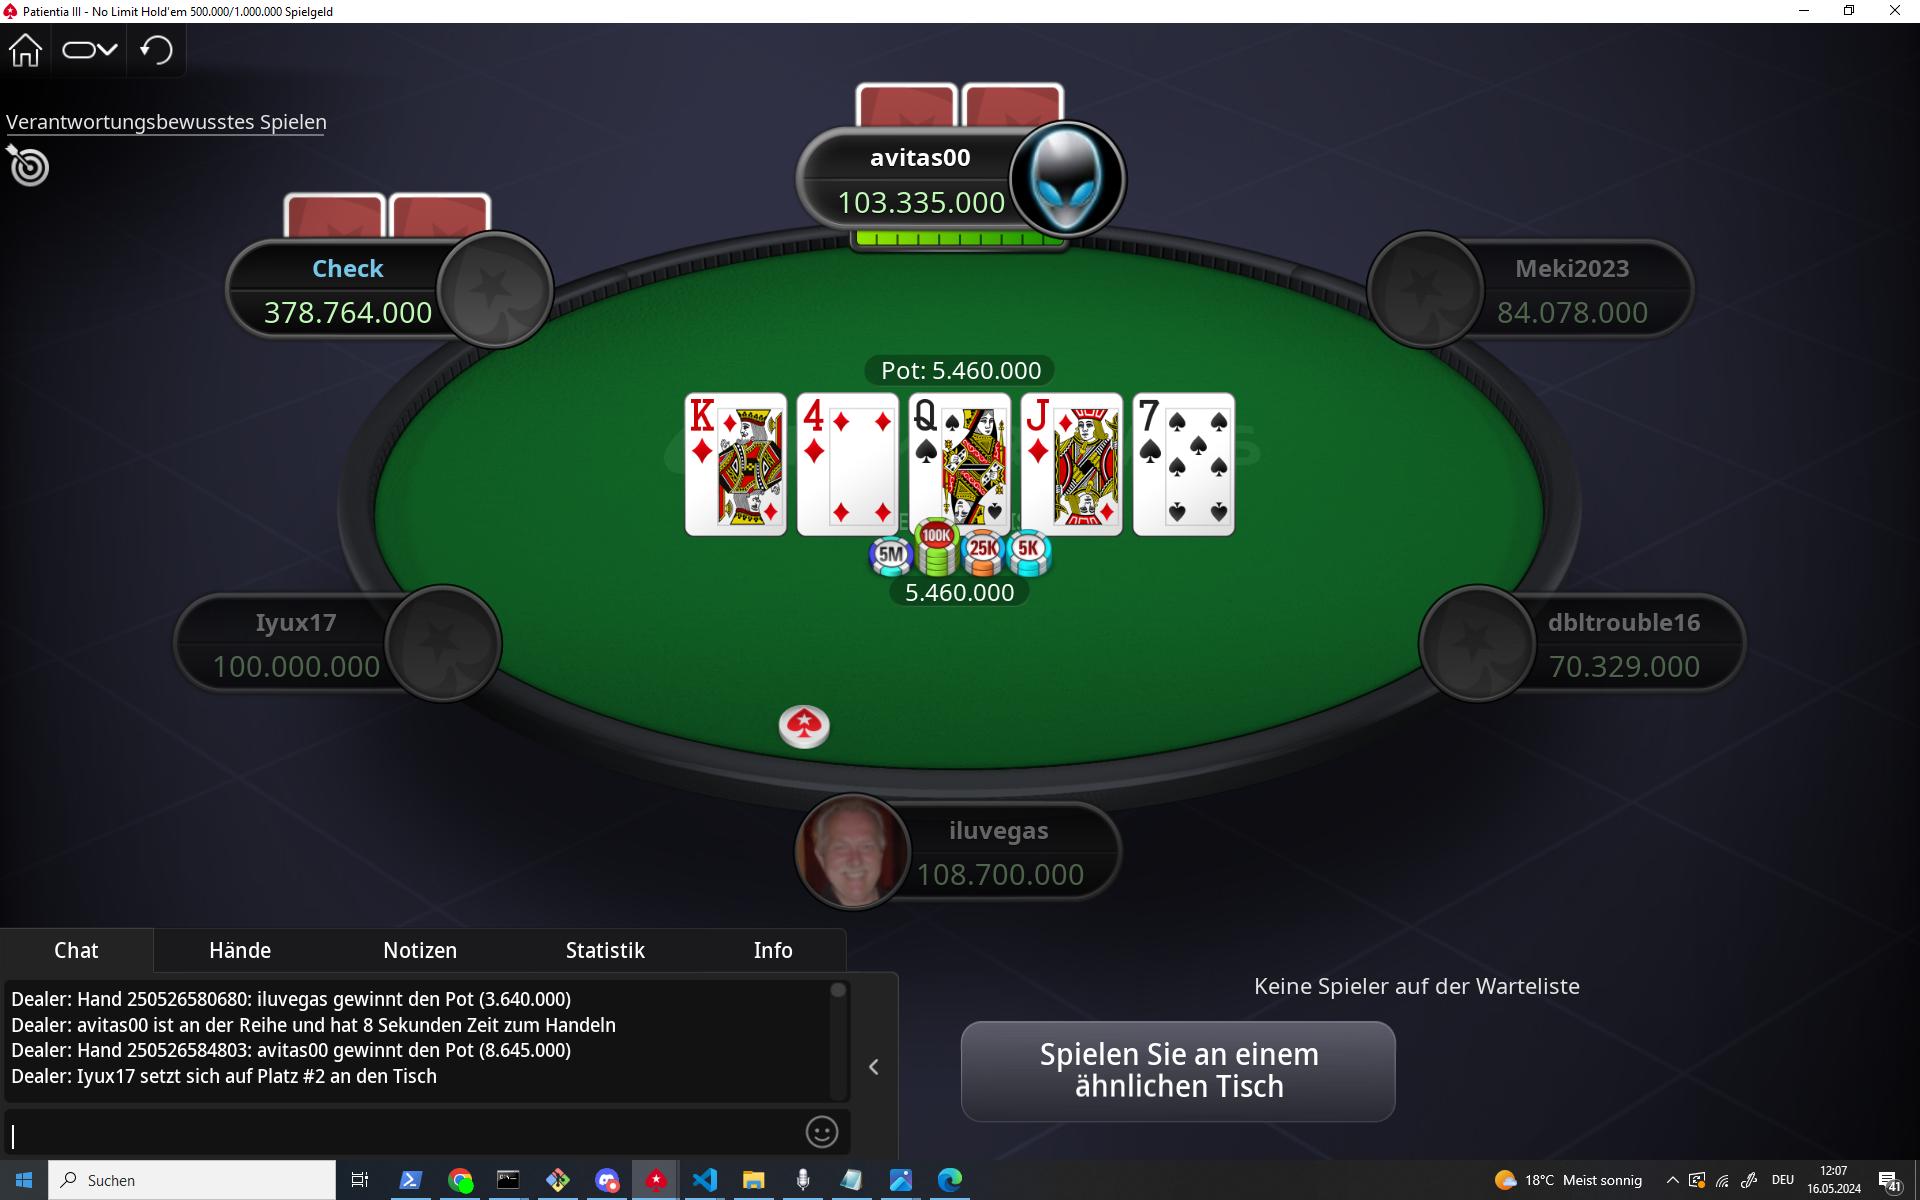 Patientia III - No Limit Hold'em 500.000/1.000.000 Spielgeld
Verantwortungsbewusstes Spielen
avitas00
103.335.000
Check
378.764.000
Meki2023
84.078.000
Pot: 5.460.000
K
4
Q
J
7
5M
100K
25K
5K
5.460.000
Iyux17
100.000.000
dbltrouble16
70.329.000
iluvegas
108.700.000
Chat
Hände
Notizen
Statistik
Info
Dealer: Hand 250526580680: iluvegas gewinnt den Pot (3.640.000)
Dealer: avitas00 ist an der Reihe und hat 8 Sekunden Zeit zum Handeln
Dealer: Hand 250526584803: avitas00 gewinnt den Pot (8.645.000)
Dealer: Iyux17 setzt sich auf Platz #2 an den Tisch
Keine Spieler auf der Warteliste
Spielen Sie an einem
ähnlichen Tisch
Suchen
18°C Meist sonnig
DEU
12:07
16.05.2024
41